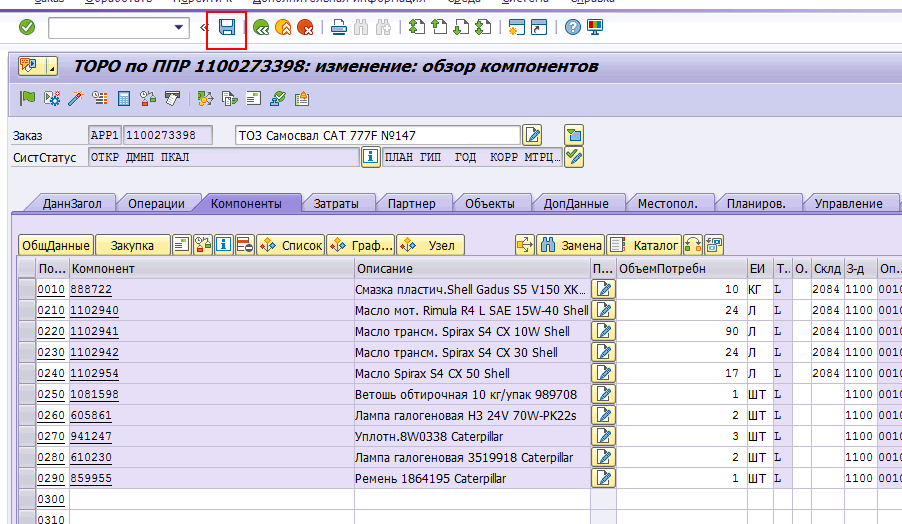 Заказ Обработать Перейти к Дополнительная информация Среда Система Справка
ТОРО по ППР 1100273398: изменение: обзор компонентов
Заказ APP1 1100273398 ТОЗ Самосвал CAT 777F №147
СистСтатус ОТКР ДМНП ПКАЛ ПЛАН ГИП ГОД КОРР МТРЦ...
ДаннЗагол Операции Компоненты Затраты Партнер Объекты ДопДанные Местопол. Планиров. Управление
ОбщДанные Закупка Список Граф... Узел Замена Каталог
По... Компонент Описание П... ОбъемПотребн ЕИ Т.. О. Склд З-д Оп...
0010 888722 Смазка пластич.Shell Gadus S5 V150 XK... 10 КГ L 2084 1100 0010
0210 1102940 Масло мот. Rimula R4 L SAE 15W-40 Shell 24 Л L 2084 1100 0010
0220 1102941 Масло трансм. Spirax S4 CX 10W Shell 90 Л L 2084 1100 0010
0230 1102942 Масло трансм. Spirax S4 CX 30 Shell 24 Л L 2084 1100 0010
0240 1102954 Масло Spirax S4 CX 50 Shell 17 Л L 2084 1100 0010
0250 1081598 Ветошь обтирочная 10 кг/упак 989708 1 ШТ L 1100 0010
0260 605861 Лампа галогеновая H3 24V 70W-PK22s 2 ШТ L 1100 0010
0270 941247 Уплотн.8W0338 Caterpillar 3 ШТ L 1100 0010
0280 610230 Лампа галогеновая 3519918 Caterpillar 2 ШТ L 1100 0010
0290 859955 Ремень 1864195 Caterpillar 1 ШТ L 1100 0010
0300
0310